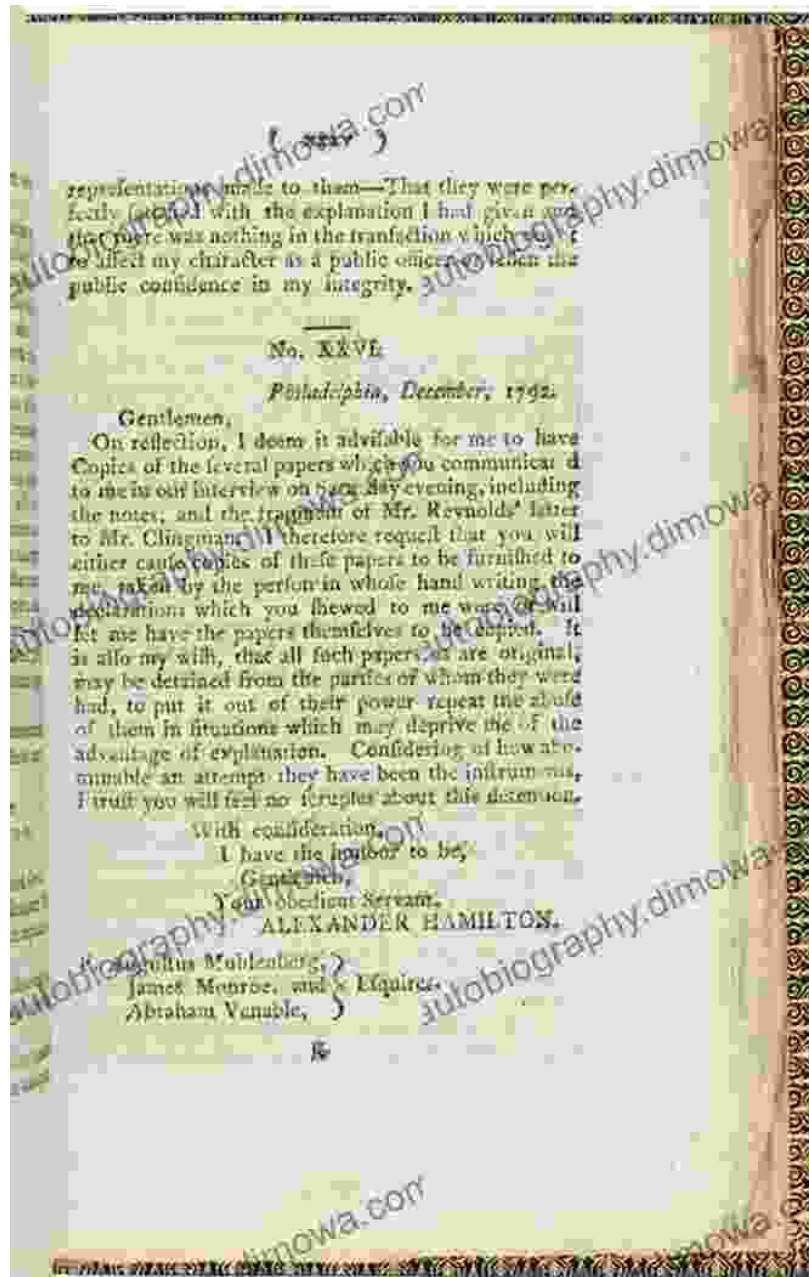 ( xxiv )
representations made to them—That they were per-
fectly satisfied with the explanation I had given and
that there was nothing in the tranſaction which
to affect my character as a public officer or leſſen the
public confidence in my integrity.
No. XXVI.
Philadelphia, December, 1792.
Gentlemen,
On reflection, I deem it adviſable for me to have
Copies of the ſeveral papers which you communicat d
to me in our interview on day evening, including
the notes, and the fragment of Mr. Reynolds' letter
to Mr. Clingman. I therefore requeſt that you will
either cauſe copies of theſe papers to be furniſhed to
me, taken by the perſon in whoſe hand writing the
declarations which you ſhewed to me were, or will
let me have the papers themſelves to be copied. It
is alſo my wiſh, that all ſuch papers as are original,
may be detained from the parties of whom they were
had, to put it out of their power repeat the abuſe
of them in ſituations which may deprive me of the
advantage of explanation. Conſidering of how abo-
minable an attempt they have been the inſtruments,
I truſt you will feel no ſcruples about this detention.
With conſideration,
I have the honour to be,
Gentlemen,
Your obedient Servant.
ALEXANDER HAMILTON.
Muhlenberg,
James Monroe, and Eſquires.
Abraham Venable,
autobiography.dimowa.com